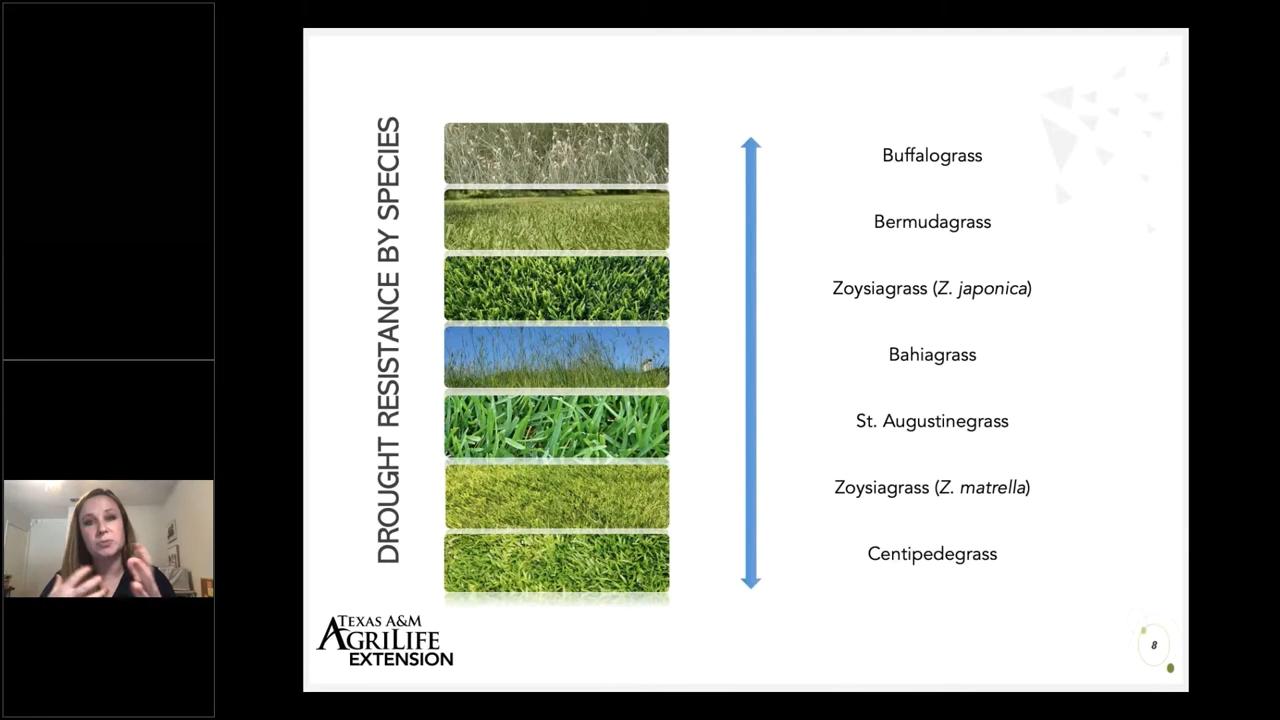 DROUGHT RESISTANCE BY SPECIES
Buffalograss
Bermudagrass
Zoysiagrass (Z. japonica)
Bahiagrass
St. Augustinegrass
Zoysiagrass (Z. matrella)
Centipedegrass
TEXAS A&M
AGRILIFE
EXTENSION
8